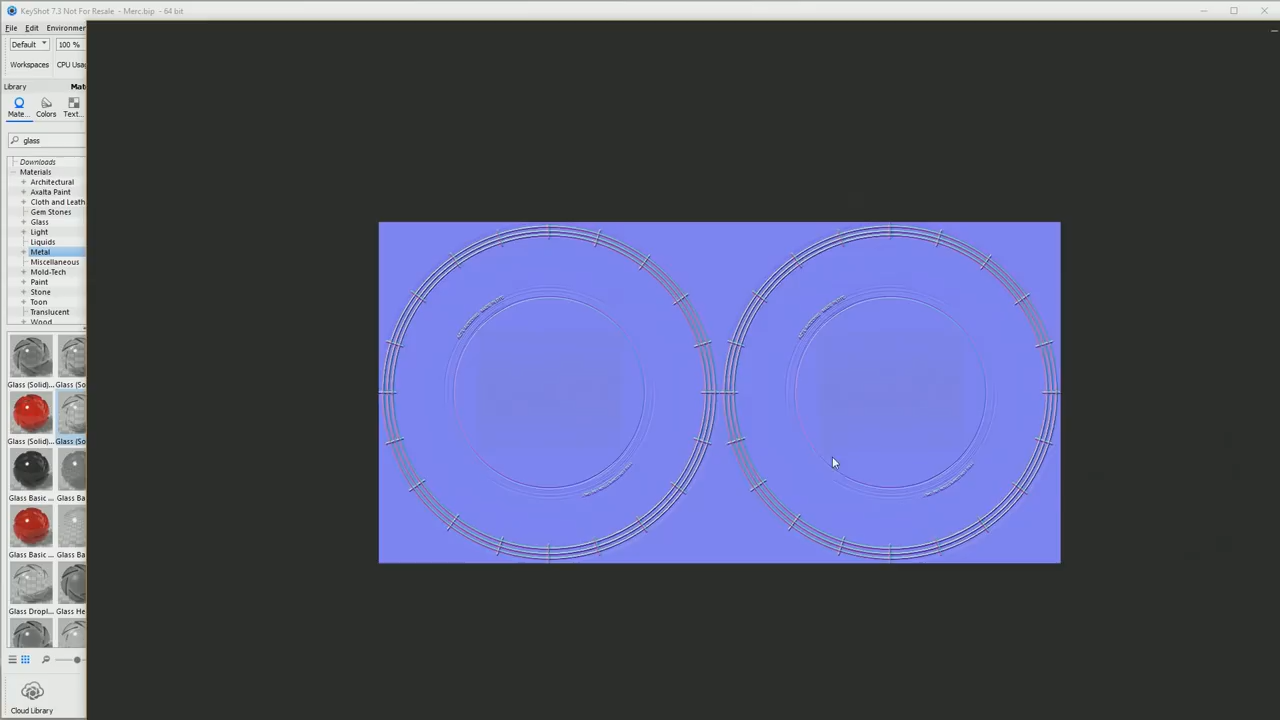 KeyShot 7.3 Not For Resale - Merc.bip - 64 bit
File Edit Environme
Default 100 %
Workspaces CPU Usag
Library Mat
Mate... Colors Text...
glass
Downloads
Materials
Architectural
Axalta Paint
Cloth and Leath
Gem Stones
Glass
Light
Liquids
Metal
Miscellaneous
Mold-Tech
Paint
Stone
Toon
Translucent
Wood
Glass (Solid)... Glass (So
Glass (Solid)... Glass (So
Glass Basic ... Glass Ba
Glass Basic ... Glass Ba
Glass Dropl... Glass He
Cloud Library